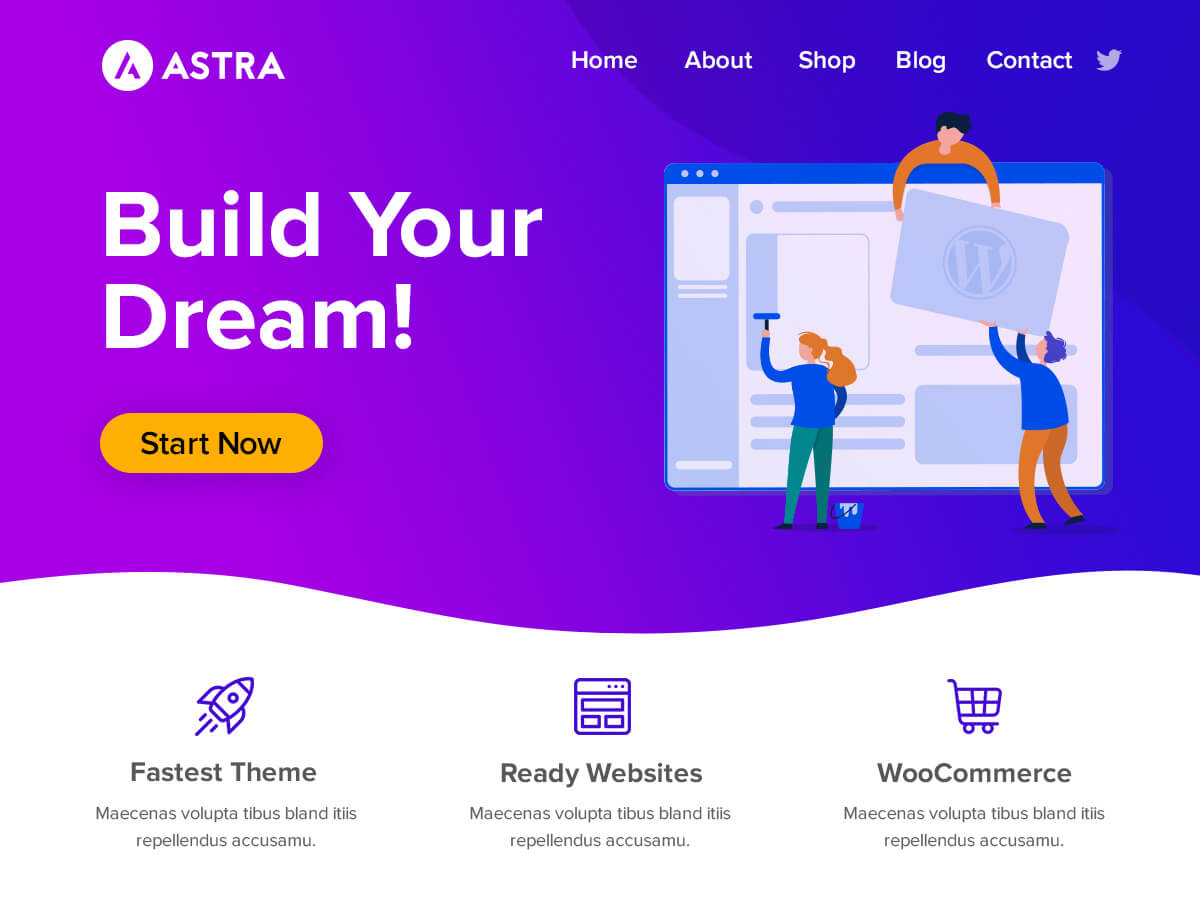 ASTRA
Home About Shop Blog Contact
Build Your
Dream!
Start Now
Fastest Theme
Maecenas volupta tibus bland itiis
repellendus accusamu.
Ready Websites
Maecenas volupta tibus bland itiis
repellendus accusamu.
WooCommerce
Maecenas volupta tibus bland itiis
repellendus accusamu.